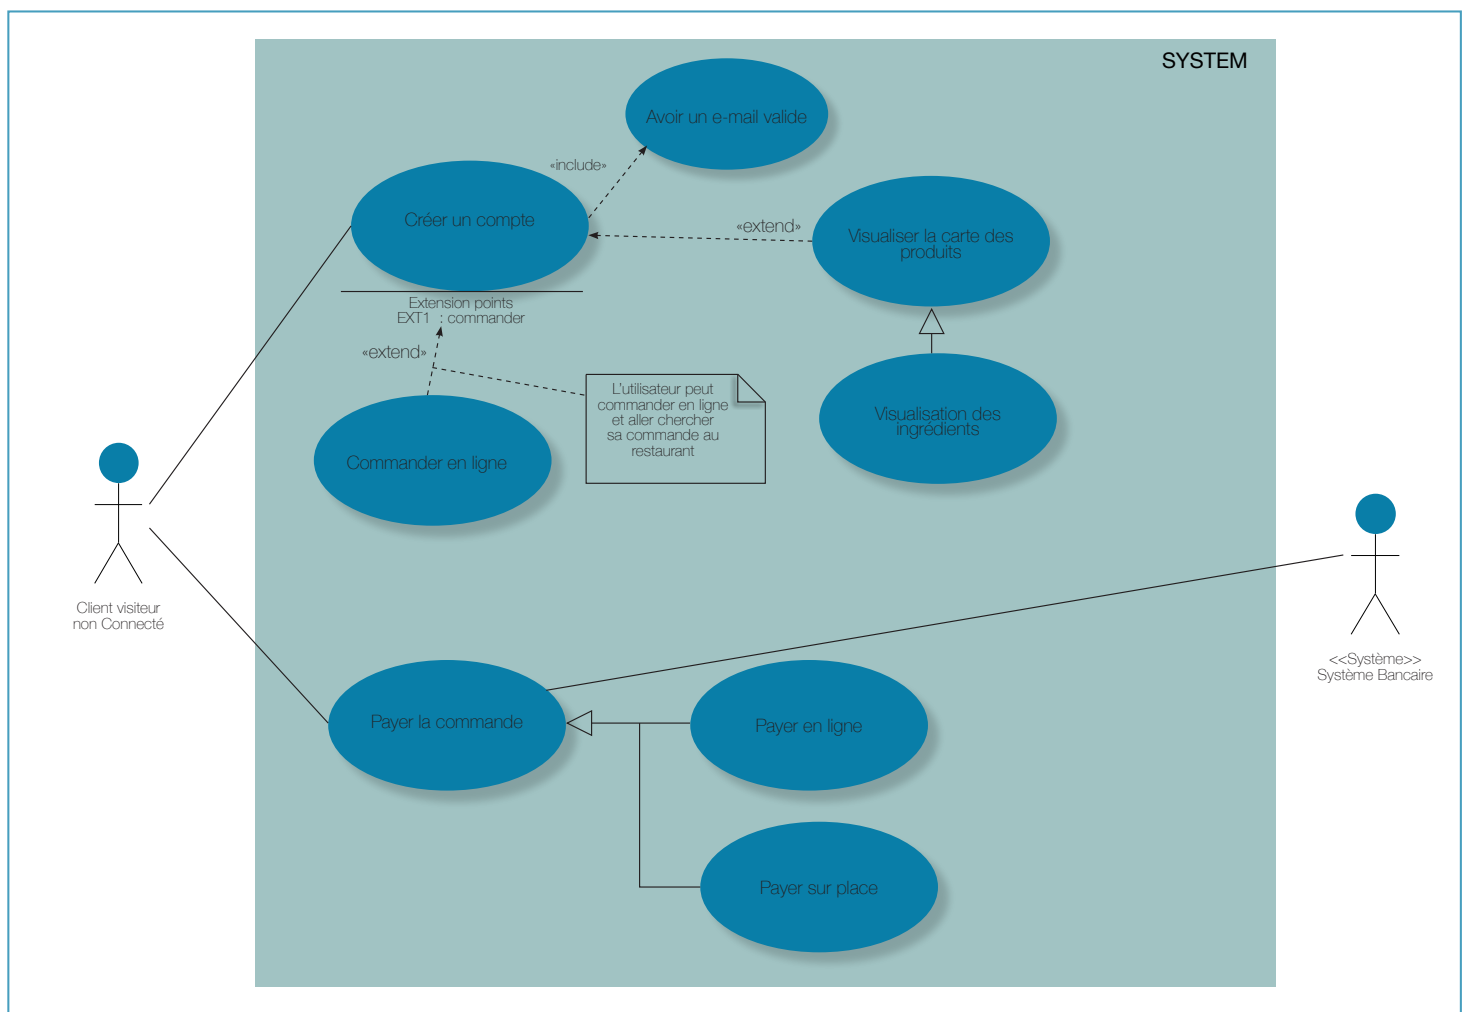 SYSTEM
Avoir un e-mail valide
«include»
Créer un compte
«extend»
Visualiser la carte des
produits
Extension points
EXT1 : commander
«extend»
L'utilisateur peut
commander en ligne
et aller chercher
sa commande au
restaurant
Visualisation des
ingrédients
Commander en ligne
Client visiteur
non Connecté
<<Système>>
Système Bancaire
Payer la commande
Payer en ligne
Payer sur place